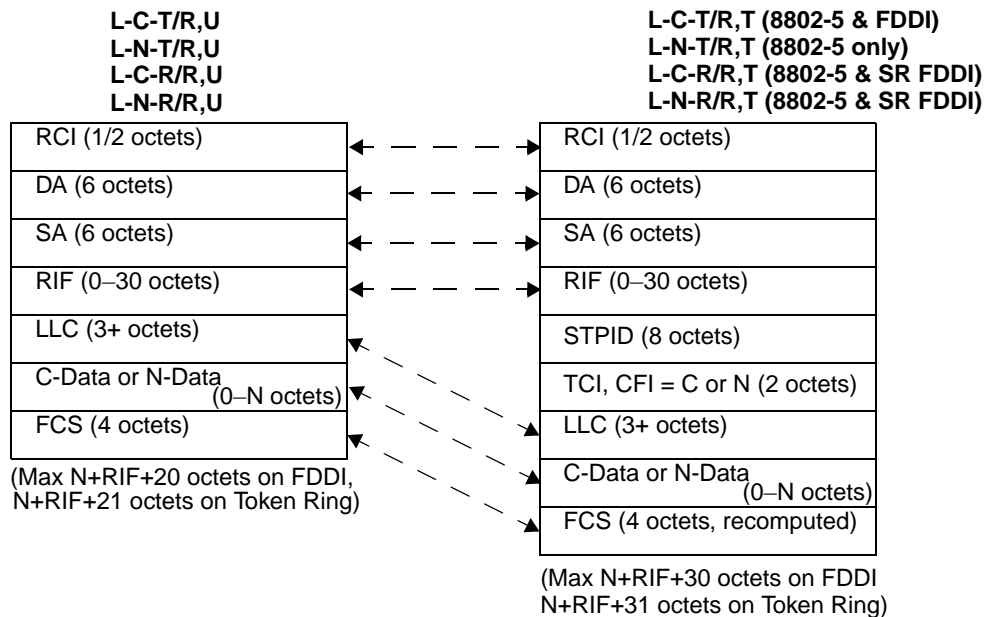 L-C-T/R,U
L-N-T/R,U
L-C-R/R,U
L-N-R/R,U
RCI (1/2 octets)
DA (6 octets)
SA (6 octets)
RIF (0–30 octets)
LLC (3+ octets)
C-Data or N-Data
(0–N octets)
FCS (4 octets)
(Max N+RIF+20 octets on FDDI,
N+RIF+21 octets on Token Ring)
L-C-T/R,T (8802-5 & FDDI)
L-N-T/R,T (8802-5 only)
L-C-R/R,T (8802-5 & SR FDDI)
L-N-R/R,T (8802-5 & SR FDDI)
RCI (1/2 octets)
DA (6 octets)
SA (6 octets)
RIF (0–30 octets)
STPID (8 octets)
TCI, CFI = C or N (2 octets)
LLC (3+ octets)
C-Data or N-Data
(0–N octets)
FCS (4 octets, recomputed)
(Max N+RIF+30 octets on FDDI
N+RIF+31 octets on Token Ring)